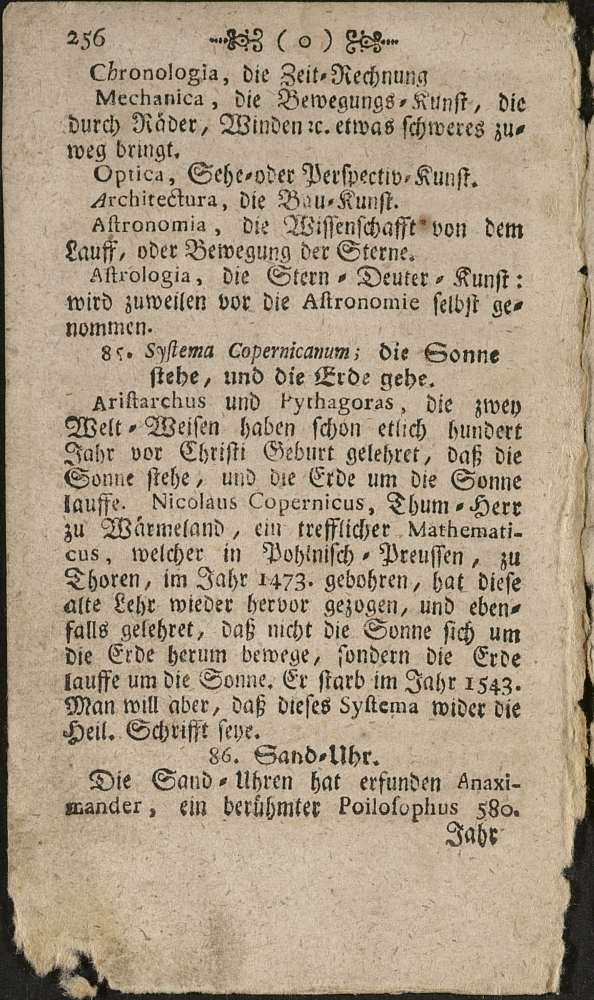 256 ( o )
Chronologia, die Zeit-Rechnung
Mechanica, die Bewegungs-Kunst, die
durch Räder, Winden ꝛc. etwas schweres zu-
weg bringt.
Optica, Sehe-oder Perspectiv-Kunst.
Architectura, die Bau-Kunst.
Astronomia, die Wissenschafft von dem
Lauff, oder Bewegung der Sterne.
Astrologia, die Stern-Deuter-Kunst:
wird zuweilen vor die Astronomie selbst ge-
nommen.
85. Systema Copernicanum; die Sonne
stehe, und die Erde gehe.
Aristarchus und Pythagoras, die zwey
Welt-Weisen haben schon etlich hundert
Jahr vor Christi Geburt gelehret, daß die
Sonne stehe, und die Erde um die Sonne
lauffe. Nicolaus Copernicus, Thum-Herr
zu Wärmeland, ein trefflicher Mathemati-
cus, welcher in Pohlnisch-Preussen, zu
Thoren, im Jahr 1473. gebohren, hat diese
alte Lehr wieder hervor gezogen, und eben-
falls gelehret, daß nicht die Sonne sich um
die Erde herum bewege, sondern die Erde
lauffe um die Sonne. Er starb im Jahr 1543.
Man will aber, daß dieses Systema wider die
Heil. Schrifft seye.
86. Sand-Uhr.
Die Sand-Uhren hat erfunden Anaxi-
mander, ein berühmter Poilosophus 580.
Jahr